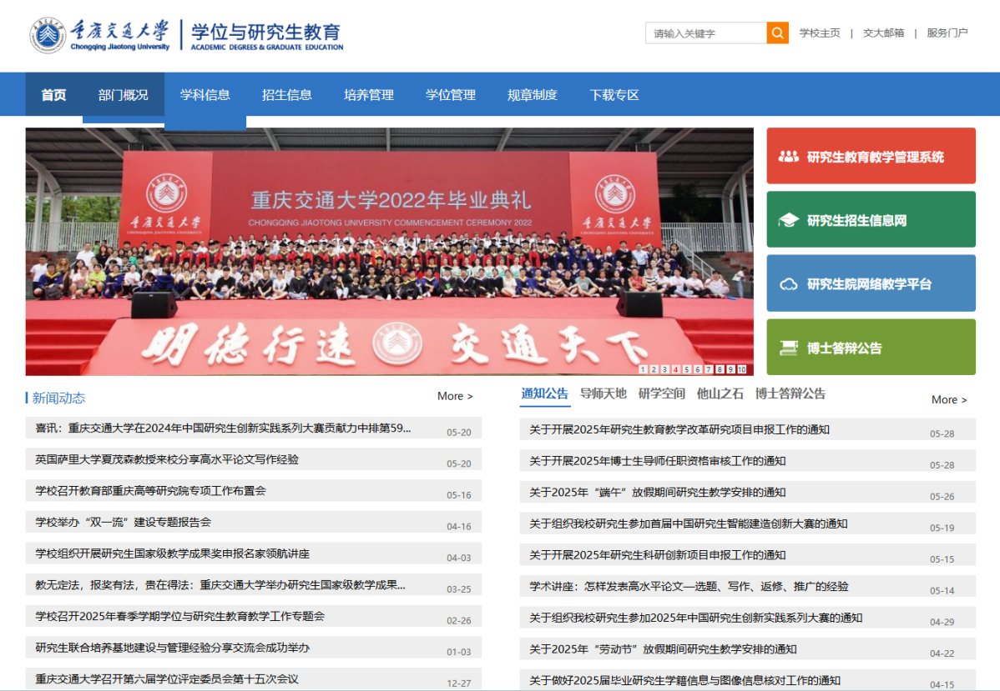 重庆交通大学
Chongqing Jiaotong University
学位与研究生教育
ACADEMIC DEGREES & GRADUATE EDUCATION
请输入关键字
学校主页 | 交大邮箱 | 服务门户
首页 部门概况 学科信息 招生信息 培养管理 学位管理 规章制度 下载专区
重庆交通大学2022年毕业典礼
CHONGQING JIAOTONG UNIVERSITY COMMENCEMENT CEREMONY 2022
重庆交通大学
CHONGQING JIAOTONG UNIVERSITY
重庆交通大学
CHONGQING JIAOTONG UNIVERSITY
明德行远 交通天下
1 2 3 4 5 6 7 8 9 10
研究生教育教学管理系统
研究生招生信息网
研究生院网络教学平台
博士答辩公告
新闻动态
More >
喜讯：重庆交通大学在2024年中国研究生创新实践系列大赛贡献力中排第59...
05-20
英国萨里大学夏茂森教授来校分享高水平论文写作经验
05-20
学校召开教育部重庆高等研究院专项工作布置会
05-16
学校举办“双一流”建设专题报告会
04-16
学校组织开展研究生国家级教学成果奖申报名家领航讲座
04-03
教无定法，报奖有法，贵在得法：重庆交通大学举办研究生国家级教学成果...
03-25
学校召开2025年春季学期学位与研究生教育教学工作专题会
02-26
研究生联合培养基地建设与管理经验分享交流会成功举办
01-03
重庆交通大学召开第六届学位评定委员会第十五次会议
12-27
通知公告 导师天地 研学空间 他山之石 博士答辩公告
More >
关于开展2025年研究生教育教学改革研究项目申报工作的通知
05-28
关于开展2025年博士生导师任职资格审核工作的通知
05-28
关于2025年“端午”放假期间研究生教学安排的通知
05-26
关于组织我校研究生参加首届中国研究生智能建造创新大赛的通知
05-19
关于开展2025年研究生科研创新项目申报工作的通知
05-15
学术讲座：怎样发表高水平论文—选题、写作、返修、推广的经验
05-14
关于组织我校研究生参加2025年中国研究生创新实践系列大赛的通知
04-29
关于2025年“劳动节”放假期间研究生教学安排的通知
04-22
关于做好2025届毕业研究生学籍信息与图像信息核对工作的通知
04-15